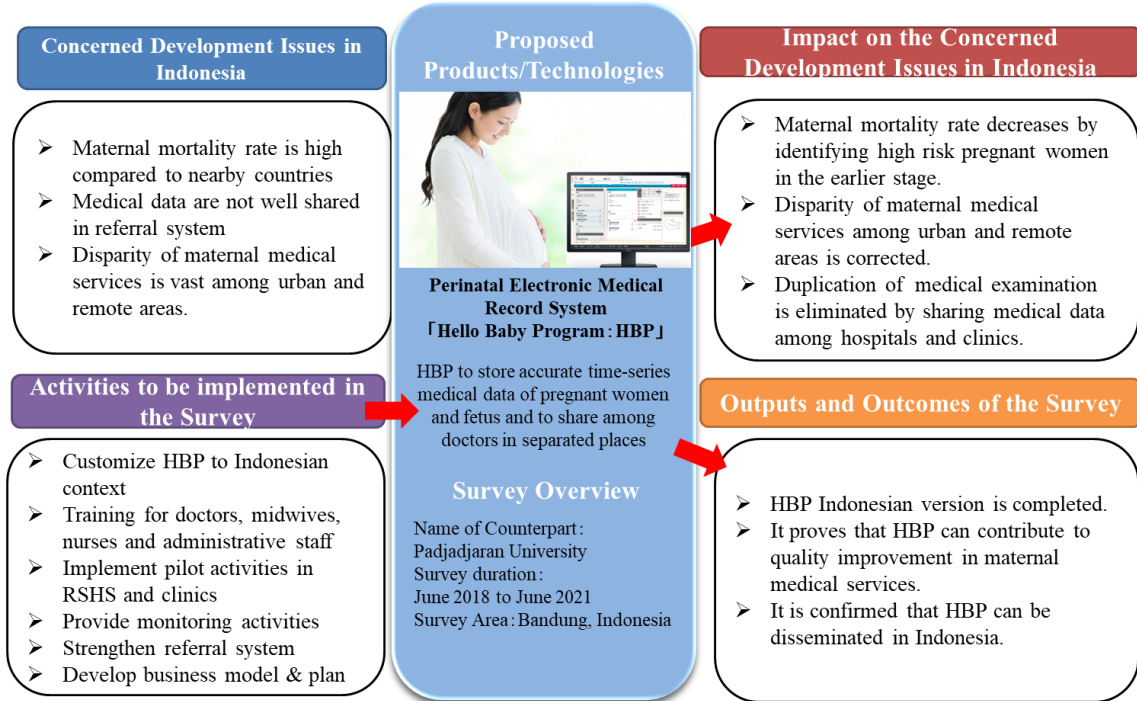 Concerned Development Issues in
Indonesia
➤ Maternal mortality rate is high
compared to nearby countries
➤ Medical data are not well shared
in referral system
➤ Disparity of maternal medical
services is vast among urban and
remote areas.
Activities to be implemented in
the Survey
➤ Customize HBP to Indonesian
context
➤ Training for doctors, midwives,
nurses and administrative staff
➤ Implement pilot activities in
RSHS and clinics
➤ Provide monitoring activities
➤ Strengthen referral system
➤ Develop business model & plan
Proposed
Products/Technologies
Perinatal Electronic Medical
Record System
「Hello Baby Program：HBP」
HBP to store accurate time-series
medical data of pregnant women
and fetus and to share among
doctors in separated places
Survey Overview
Name of Counterpart：
Padjadjaran University
Survey duration：
June 2018 to June 2021
Survey Area：Bandung, Indonesia
Impact on the Concerned
Development Issues in Indonesia
➤ Maternal mortality rate decreases by
identifying high risk pregnant women
in the earlier stage.
➤ Disparity of maternal medical
services among urban and remote
areas is corrected.
➤ Duplication of medical examination
is eliminated by sharing medical data
among hospitals and clinics.
Outputs and Outcomes of the Survey
➤ HBP Indonesian version is completed.
➤ It proves that HBP can contribute to
quality improvement in maternal
medical services.
➤ It is confirmed that HBP can be
disseminated in Indonesia.